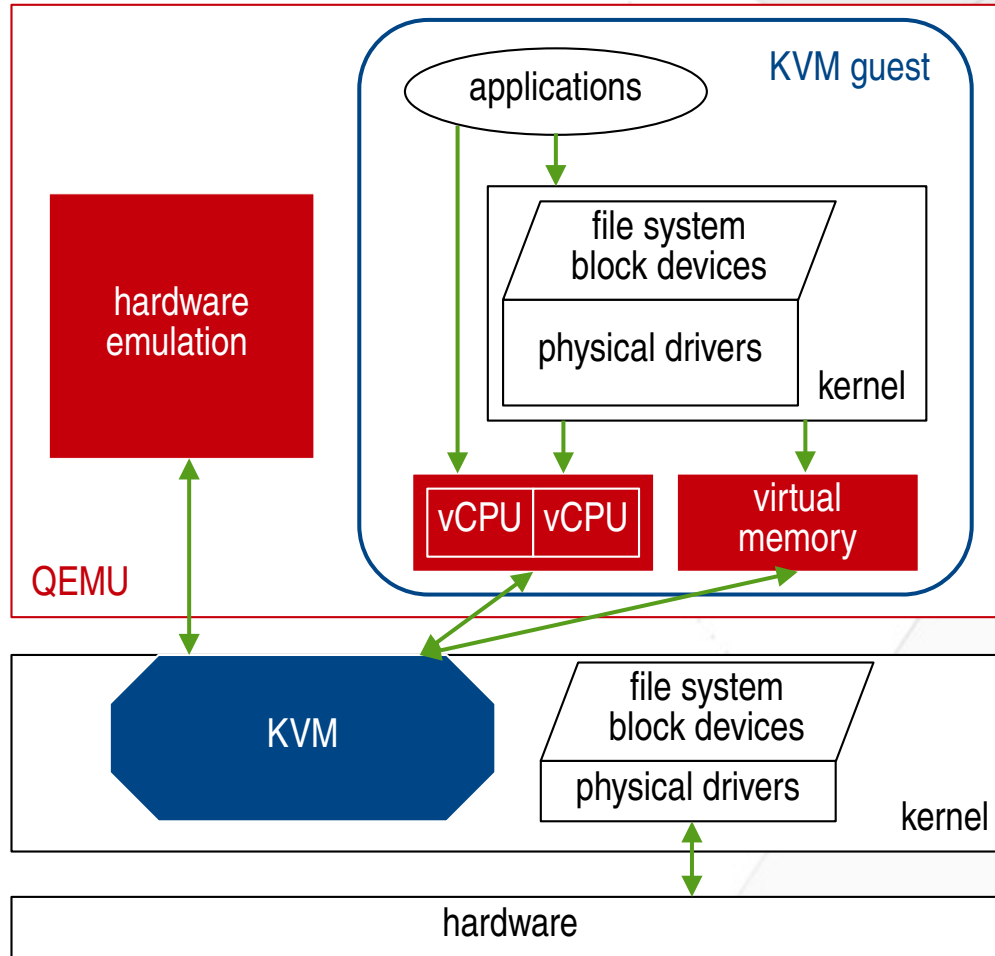 KVM guest
applications
file system
block devices
physical drivers
kernel
hardware
emulation
vCPU
vCPU
virtual
memory
QEMU
KVM
file system
block devices
physical drivers
kernel
hardware